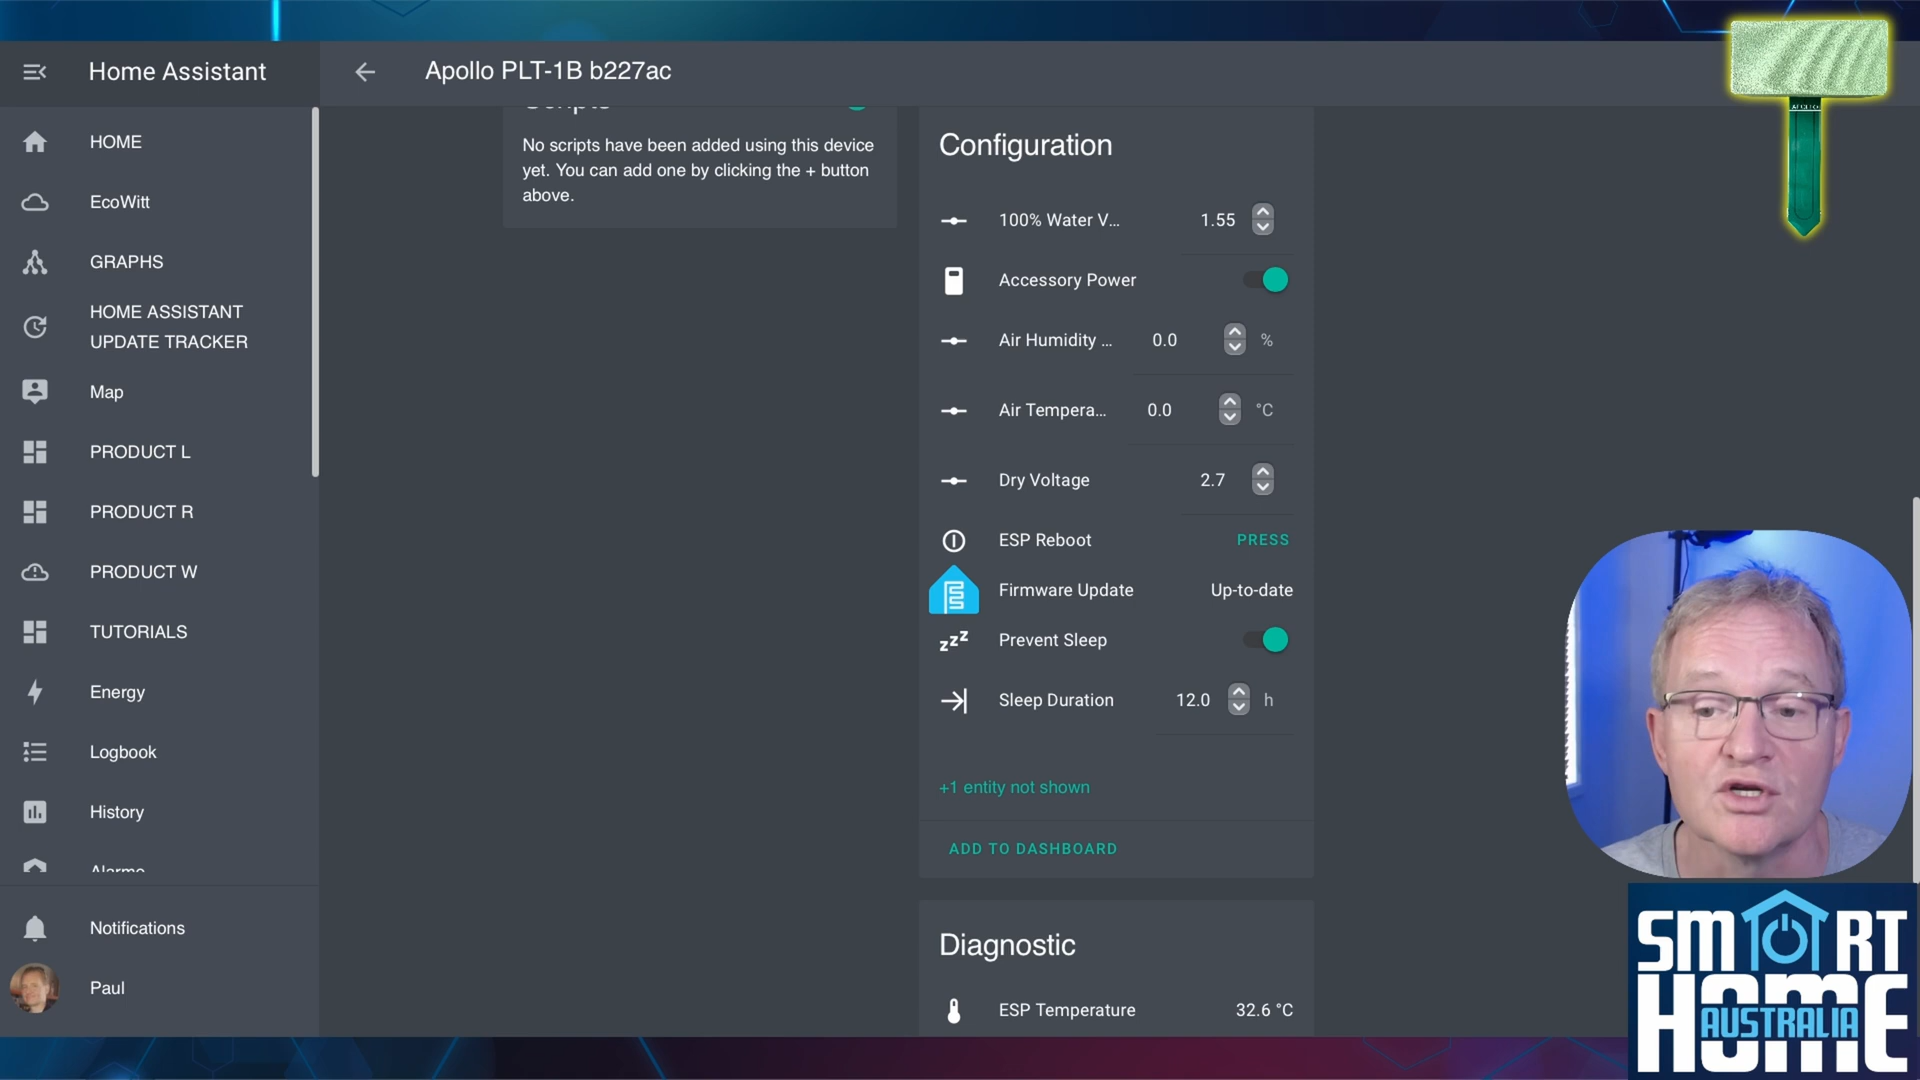 Home Assistant
Apollo PLT-1B b227ac
HOME
EcoWitt
GRAPHS
HOME ASSISTANT
UPDATE TRACKER
Map
PRODUCT L
PRODUCT R
PRODUCT W
TUTORIALS
Energy
Logbook
History
Alarmo
Notifications
Paul
Scripts
No scripts have been added using this device
yet. You can add one by clicking the + button
above.
Configuration
100% Water V... 1.55
Accessory Power
Air Humidity ... 0.0 %
Air Tempera... 0.0 °C
Dry Voltage 2.7
ESP Reboot PRESS
Firmware Update Up-to-date
zzz Prevent Sleep
Sleep Duration 12.0 h
+1 entity not shown
ADD TO DASHBOARD
Diagnostic
ESP Temperature 32.6 °C
APOLLO
SMART
HOME
AUSTRALIA